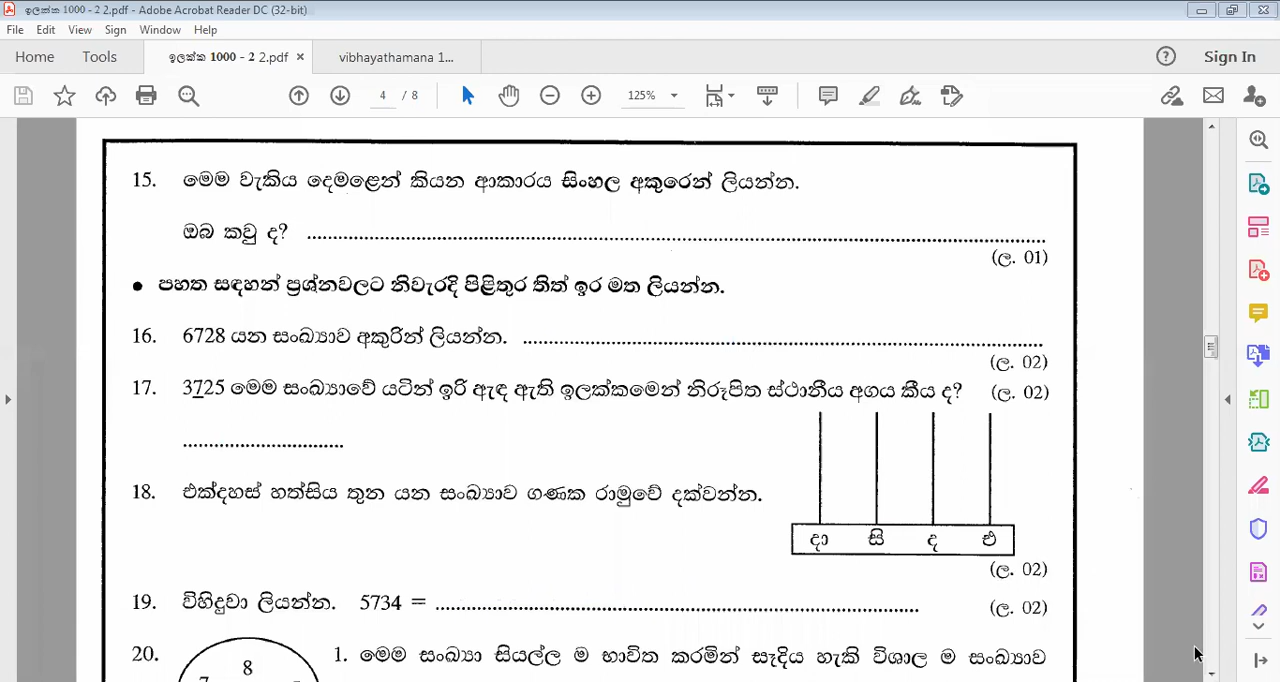 ඉලක්ක 1000 - 2 2.pdf - Adobe Acrobat Reader DC (32-bit)
File Edit View Sign Window Help
Home Tools ඉලක්ක 1000 - 2 2.pdf × vibhayathamana 1... ? Sign In
4 / 8 125%
15. මෙම වැකිය දෙමළෙන් කියන ආකාරය සිංහල අකුරෙන් ලියන්න.
ඔබ කවු ද? ........................................................................
(ල. 01)
● පහත සඳහන් ප්‍රශ්නවලට නිවැරදි පිළිතුර තිත් ඉර මත ලියන්න.
16. 6728 යන සංඛ්‍යාව අකුරින් ලියන්න. ........................................................................
(ල. 02)
17. 3725 මෙම සංඛ්‍යාවේ යටින් ඉරි ඇඳ ඇති ඉලක්කමෙන් නිරූපිත ස්ථානීය අගය කීය ද? (ල. 02)
................................
18. එක්දහස් හත්සිය තුන යන සංඛ්‍යාව ගණක රාමුවේ දක්වන්න.
දා සි ද එ
(ල. 02)
19. විහිදුවා ලියන්න. 5734 = ........................................................................ (ල. 02)
20. 8 1. මෙම සංඛ්‍යා සියල්ල ම භාවිත කරමින් සෑදිය හැකි විශාල ම සංඛ්‍යාව